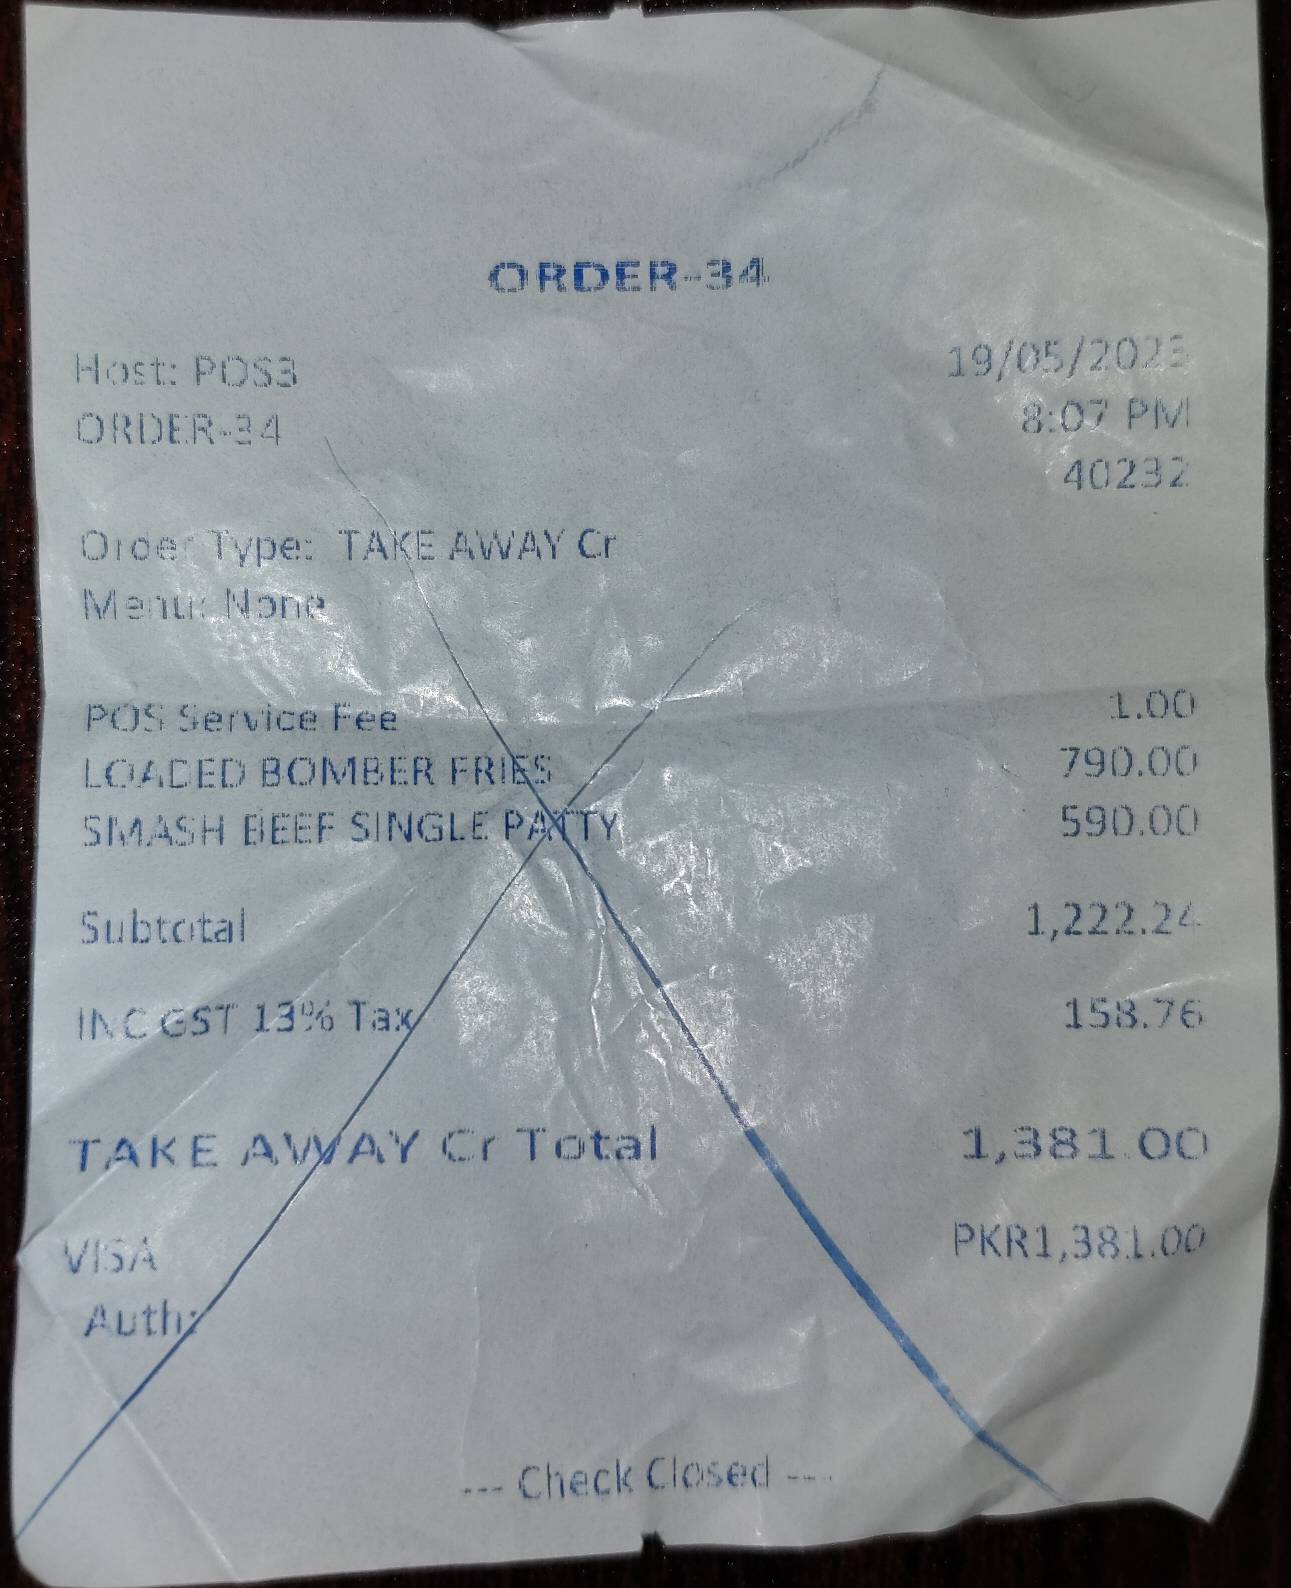 ORDER-34
Host: POS3 19/05/2023
ORDER-34 8:07 PM
40232
Order Type: TAKE AWAY Cr
Menu: None
POS Service Fee 1.00
LOADED BOMBER FRIES 790.00
SMASH BEEF SINGLE PATTY 590.00
Subtotal 1,222.24
INC GST 13% Tax 158.76
TAKE AWAY Cr Total 1,381.00
VISA PKR1,381.00
Auth:
--- Check Closed ---